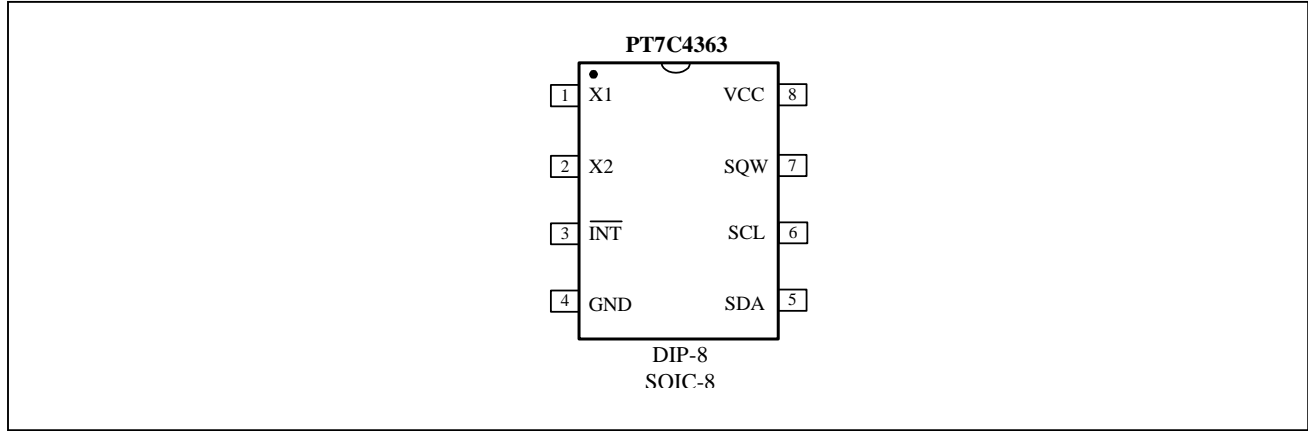 PT7C4363
1 X1 VCC 8
2 X2 SQW 7
3 INT SCL 6
4 GND SDA 5
DIP-8
SOIC-8